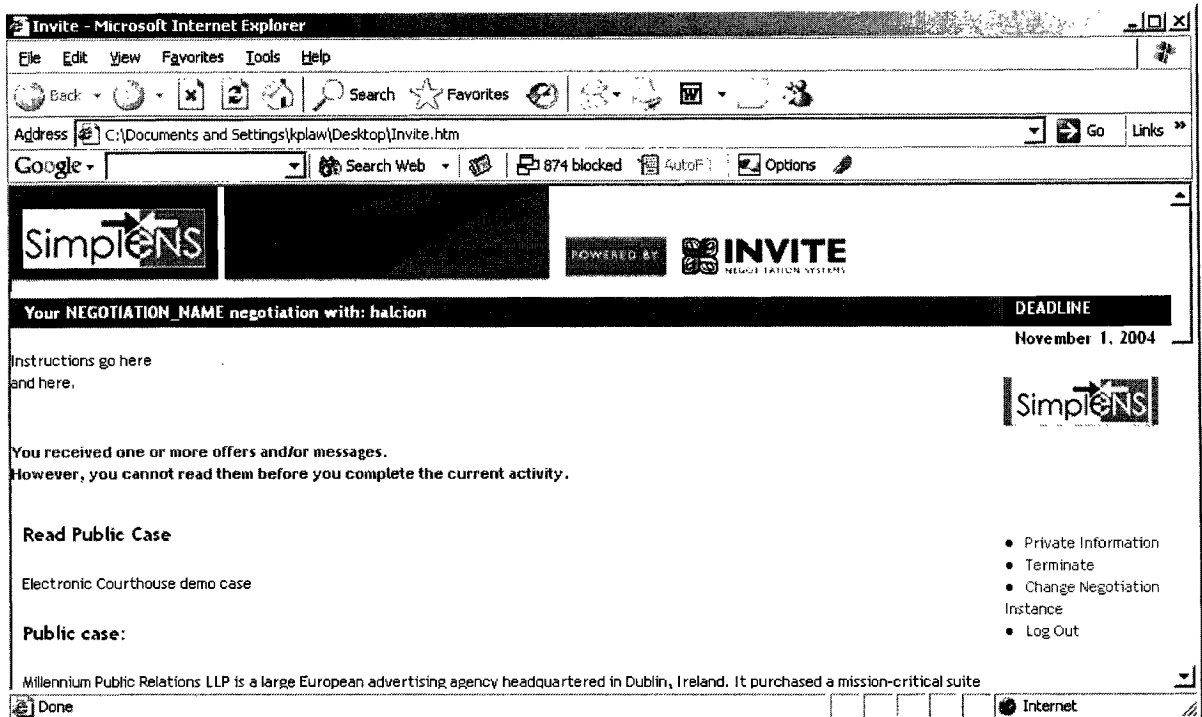 Invite - Microsoft Internet Explorer
File Edit View Favorites Tools Help
Back Search Favorites
Address C:\Documents and Settings\kplaw\Desktop\Invite.htm Go Links »
Google Search Web 874 blocked AutoF Options
SimpleNS POWERED BY INVITE
NEGOTIATION SYSTEMS
Your NEGOTIATION_NAME negotiation with: halcion DEADLINE
November 1, 2004
Instructions go here
and here.
SimpleNS
You received one or more offers and/or messages.
However, you cannot read them before you complete the current activity.
Read Public Case
• Private Information
• Terminate
Electronic Courthouse demo case
• Change Negotiation
Instance
Public case:
• Log Out
Millennium Public Relations LLP is a large European advertising agency headquartered in Dublin, Ireland. It purchased a mission-critical suite
Done Internet